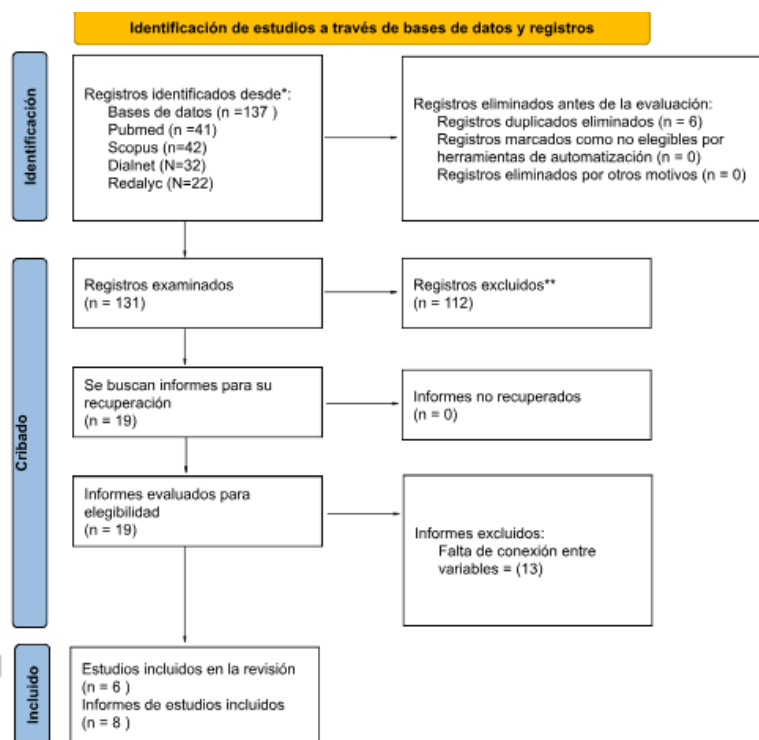 Identificación de estudios a través de bases de datos y registros
Identificación
Registros identificados desde*:
Bases de datos (n =137 )
Pubmed (n =41)
Scopus (n=42)
Dialnet (N=32)
Redalyc (N=22)
Registros eliminados antes de la evaluación:
Registros duplicados eliminados (n = 6)
Registros marcados como no elegibles por
herramientas de automatización (n = 0)
Registros eliminados por otros motivos (n = 0)
Cribado
Registros examinados
(n = 131)
Registros excluidos**
(n = 112)
Se buscan informes para su
recuperación
(n = 19)
Informes no recuperados
(n = 0)
Informes evaluados para
elegibilidad
(n = 19)
Informes excluidos:
Falta de conexión entre
variables = (13)
Incluido
Estudios incluidos en la revisión
(n = 6 )
Informes de estudios incluidos
(n = 8 )